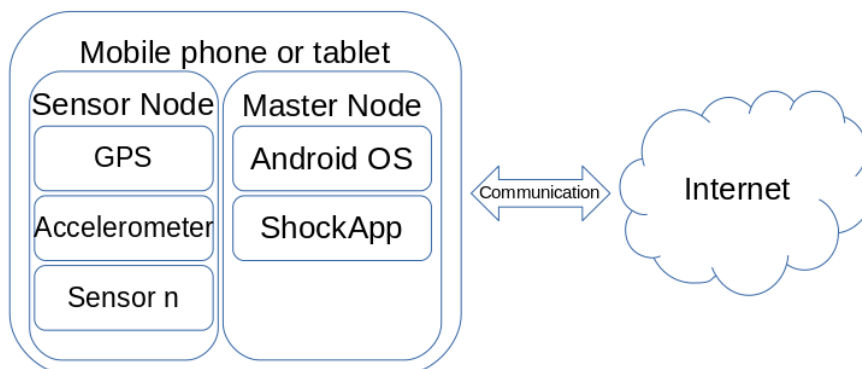 Mobile phone or tablet
Sensor Node
GPS
Accelerometer
Sensor n
Master Node
Android OS
ShockApp
Communication
Internet